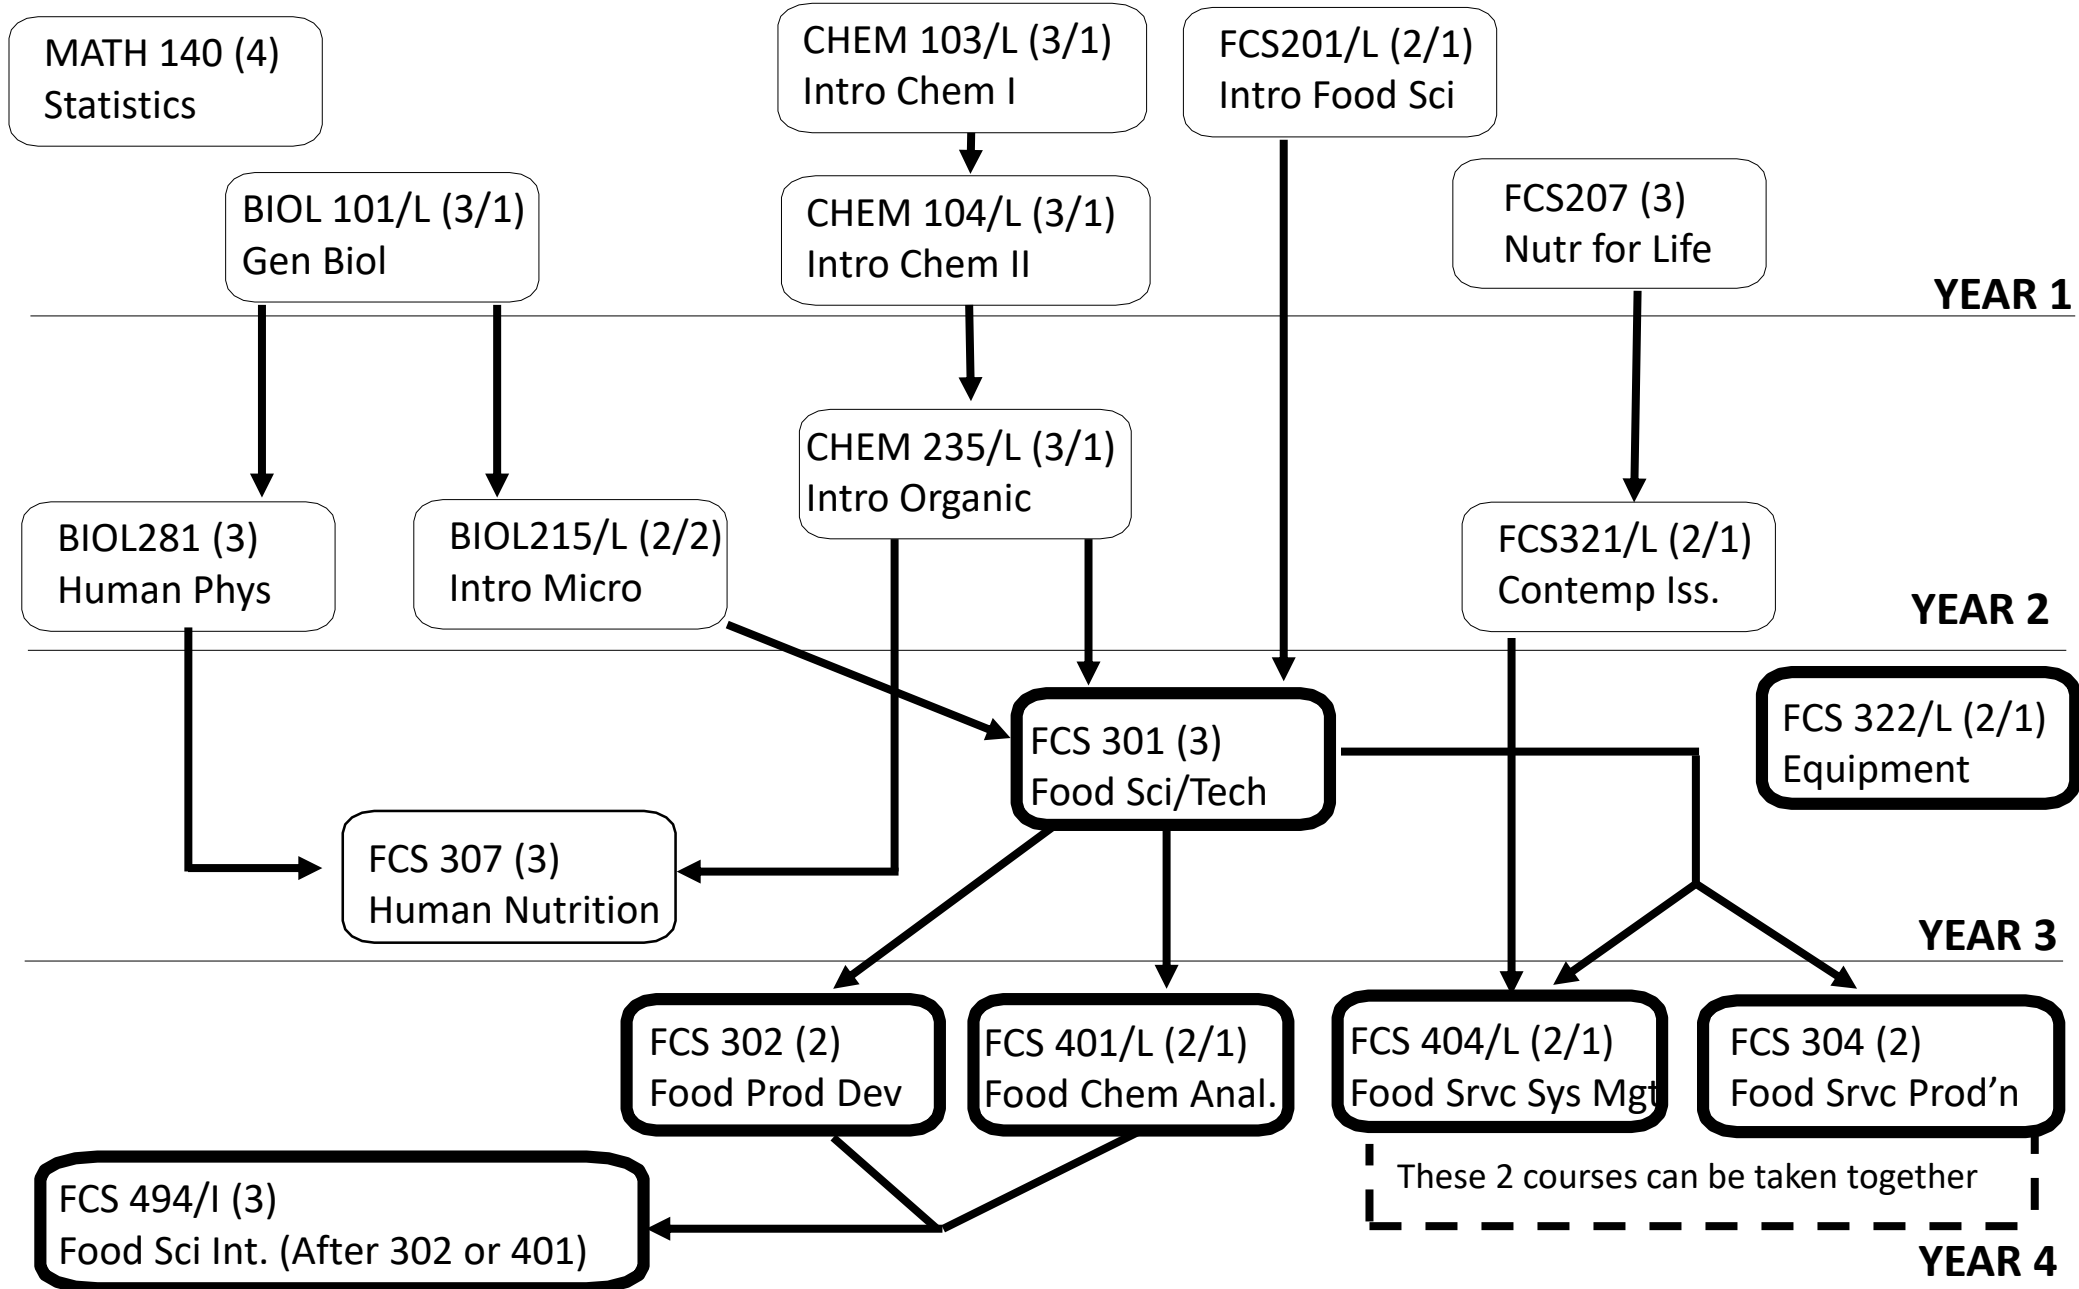 MATH 140 (4)
Statistics
CHEM 103/L (3/1)
Intro Chem I
FCS201/L (2/1)
Intro Food Sci
BIOL 101/L (3/1)
Gen Biol
CHEM 104/L (3/1)
Intro Chem II
FCS207 (3)
Nutr for Life
YEAR 1
BIOL281 (3)
Human Phys
BIOL215/L (2/2)
Intro Micro
CHEM 235/L (3/1)
Intro Organic
FCS321/L (2/1)
Contemp Iss.
YEAR 2
FCS 301 (3)
Food Sci/Tech
FCS 322/L (2/1)
Equipment
FCS 307 (3)
Human Nutrition
YEAR 3
FCS 302 (2)
Food Prod Dev
FCS 401/L (2/1)
Food Chem Anal.
FCS 404/L (2/1)
Food Srvc Sys Mgt
FCS 304 (2)
Food Srvc Prod’n
These 2 courses can be taken together
FCS 494/I (3)
Food Sci Int. (After 302 or 401)
YEAR 4